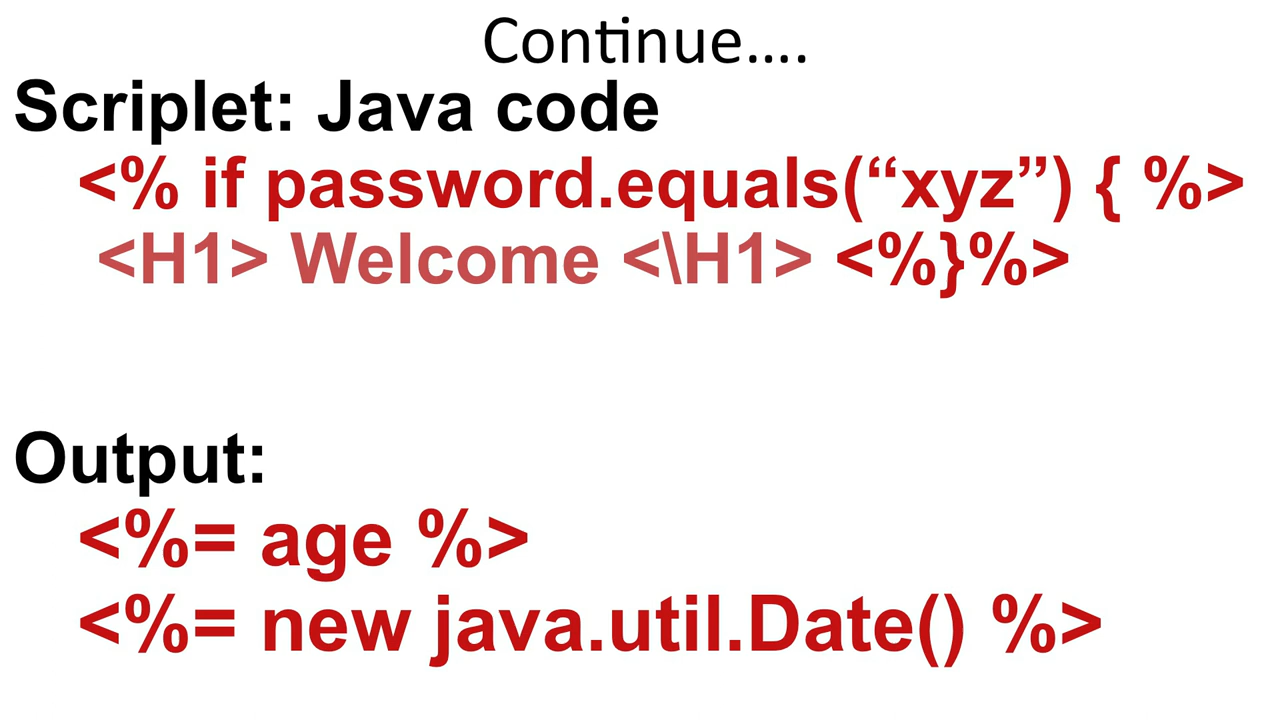 Continue....
Scriplet: Java code
<% if password.equals(“xyz”) { %>
<H1> Welcome <\H1> <%}%>
Output:
<%= age %>
<%= new java.util.Date() %>